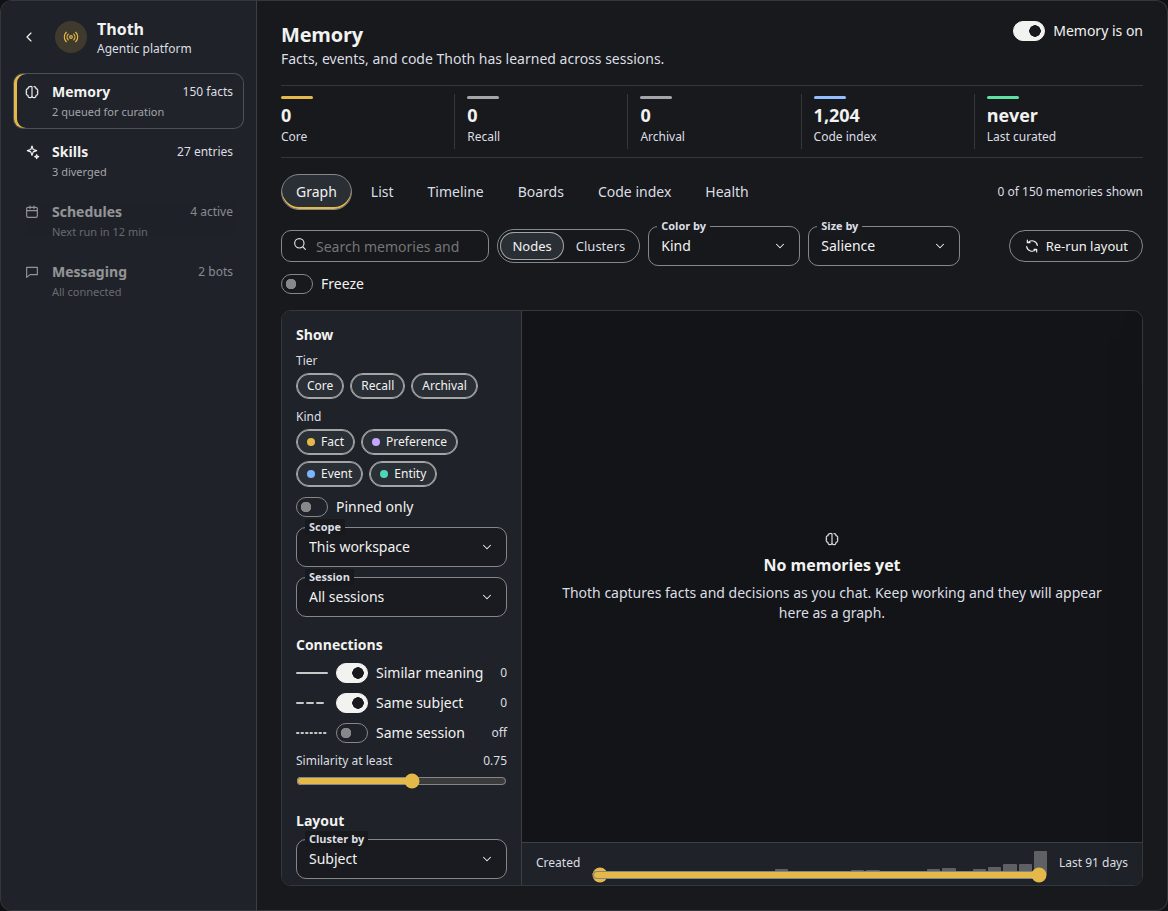 Thoth
Agentic platform
Memory 150 facts
2 queued for curation
Skills 27 entries
3 diverged
Schedules 4 active
Next run in 12 min
Messaging 2 bots
All connected
Memory
Facts, events, and code Thoth has learned across sessions.
Memory is on
0 0 0 1,204 never
Core Recall Archival Code index Last curated
Graph List Timeline Boards Code index Health 0 of 150 memories shown
Search memories and Nodes Clusters Color by Kind Size by Salience Re-run layout
Freeze
Show
Tier
Core Recall Archival
Kind
Fact Preference
Event Entity
Pinned only
Scope
This workspace
Session
All sessions
Connections
Similar meaning 0
Same subject 0
Same session off
Similarity at least 0.75
Layout
Cluster by
Subject
No memories yet
Thoth captures facts and decisions as you chat. Keep working and they will appear
here as a graph.
Created Last 91 days